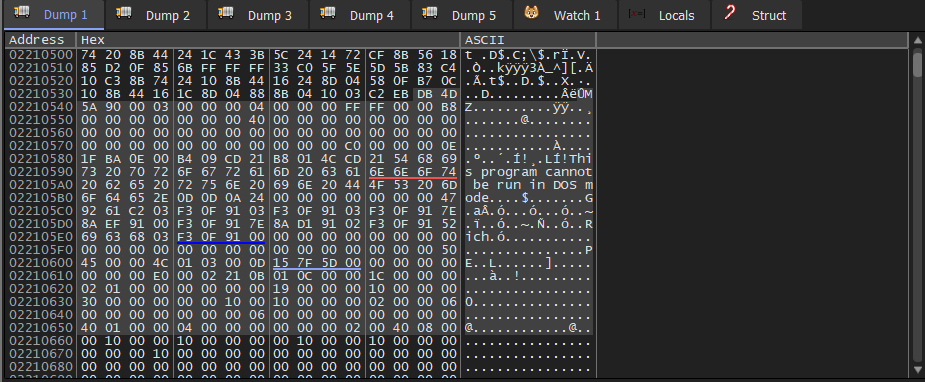 Dump 1 Dump 2 Dump 3 Dump 4 Dump 5 Watch 1 Locals Struct
Address Hex ASCII
02210500 74 20 8B 44 24 1C 43 3B 5C 24 14 72 CF 8B 56 18 t .D$.C;\$.rÏ.V.
02210510 85 D2 0F 85 6B FF FF FF 33 C0 5F 5E 5D 5B 83 C4 .Ò..kÿÿÿ3À_^][.Ä
02210520 10 C3 8B 74 24 10 8B 44 16 24 8D 04 58 0F B7 0C .Ã.t$..D.$..X.·.
02210530 10 8B 44 16 1C 8D 04 88 8B 04 10 03 C2 EB DB 4D ..D.........ÂëÛM
02210540 5A 90 00 03 00 00 00 04 00 00 00 FF FF 00 00 B8 Z..........ÿÿ..¸
02210550 00 00 00 00 00 00 00 40 00 00 00 00 00 00 00 00 .......@........
02210560 00 00 00 00 00 00 00 00 00 00 00 00 00 00 00 00 ................
02210570 00 00 00 00 00 00 00 00 00 00 00 C0 00 00 00 0E ...........À....
02210580 1F BA 0E 00 B4 09 CD 21 B8 01 4C CD 21 54 68 69 .º..´.Í!¸.LÍ!Thi
02210590 73 20 70 72 6F 67 72 61 6D 20 63 61 6E 6E 6F 74 s program cannot
022105A0 20 62 65 20 72 75 6E 20 69 6E 20 44 4F 53 20 6D be run in DOS m
022105B0 6F 64 65 2E 0D 0D 0A 24 00 00 00 00 00 00 00 47 ode....$.......G
022105C0 92 61 C2 03 F3 0F 91 03 F3 0F 91 03 F3 0F 91 7E .aÂ.ó...ó...ó..~
022105D0 8A EF 91 00 F3 0F 91 7E 8A D1 91 02 F3 0F 91 52 .ï..ó..~.Ñ..ó..R
022105E0 69 63 68 03 F3 0F 91 00 00 00 00 00 00 00 00 00 ich.ó...........
022105F0 00 00 00 00 00 00 00 00 00 00 00 00 00 00 00 50 ...............P
02210600 45 00 00 4C 01 03 00 0D 15 7F 5D 00 00 00 00 00 E..L......].....
02210610 00 00 00 E0 00 02 21 0B 01 0C 00 00 1C 00 00 00 ...à..!.........
02210620 02 01 00 00 00 00 00 00 19 00 00 00 10 00 00 00 ................
02210630 30 00 00 00 00 00 10 00 10 00 00 00 02 00 00 06 0...............
02210640 00 00 00 00 00 00 00 06 00 00 00 00 00 00 00 00 ................
02210650 40 01 00 00 04 00 00 00 00 00 00 02 00 40 08 00 @............@..
02210660 00 10 00 00 10 00 00 00 00 10 00 00 10 00 00 00 ................
02210670 00 00 00 10 00 00 00 00 00 00 00 00 00 00 00 00 ................
02210680 00 00 00 00 00 00 00 00 00 00 00 00 00 00 00 00 ................